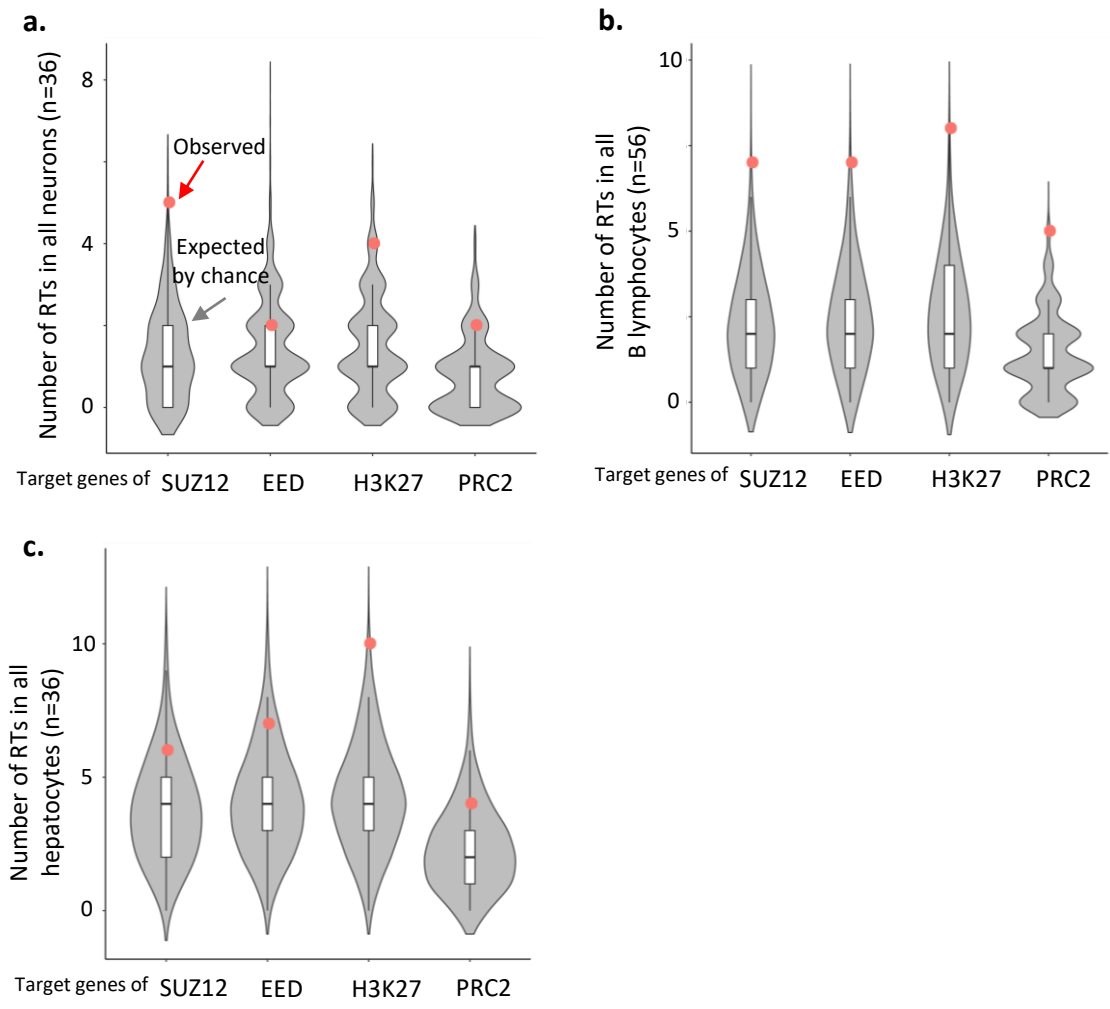 a.
Number of RTs in all neurons (n=36)
8
4
0
Observed
Expected
by chance
Target genes of SUZ12 EED H3K27 PRC2
b.
Number of RTs in all
B lymphocytes (n=56)
10
5
0
Target genes of SUZ12 EED H3K27 PRC2
c.
Number of RTs in all
hepatocytes (n=36)
10
5
0
Target genes of SUZ12 EED H3K27 PRC2